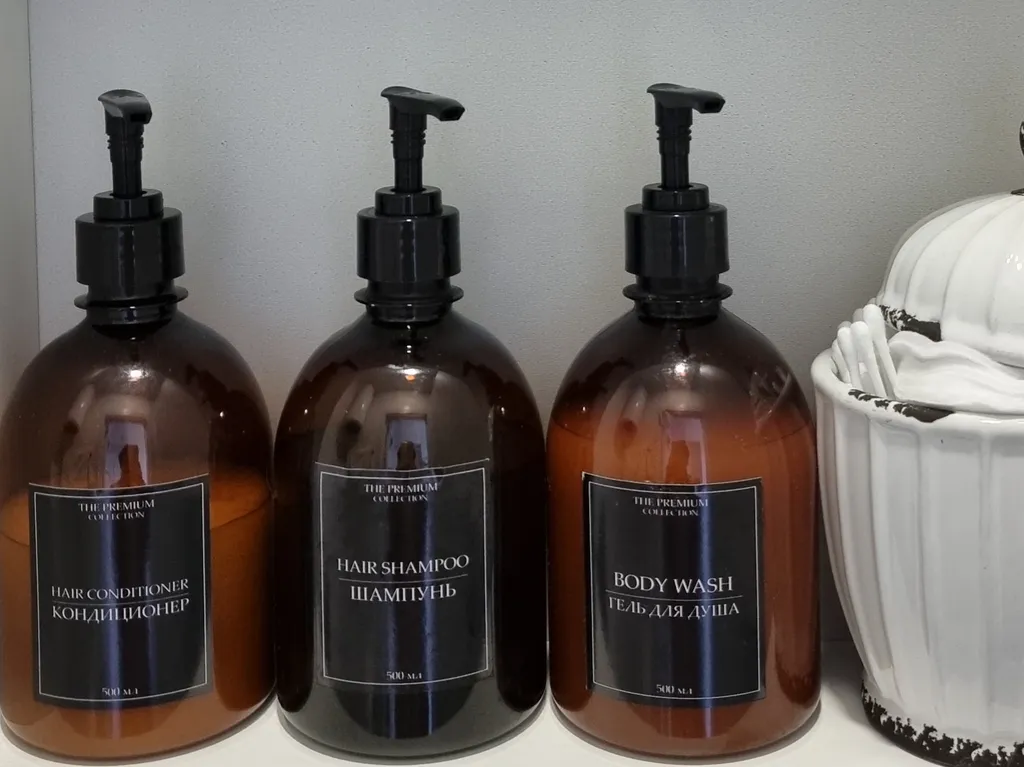 THE PREMIUM
COLLECTION
HAIR CONDITIONER
КОНДИЦИОНЕР
500 мл
THE PREMIUM
COLLECTION
HAIR SHAMPOO
ШАМПУНЬ
500 мл
THE PREMIUM
COLLECTION
BODY WASH
ГЕЛЬ ДЛЯ ДУША
500 мл